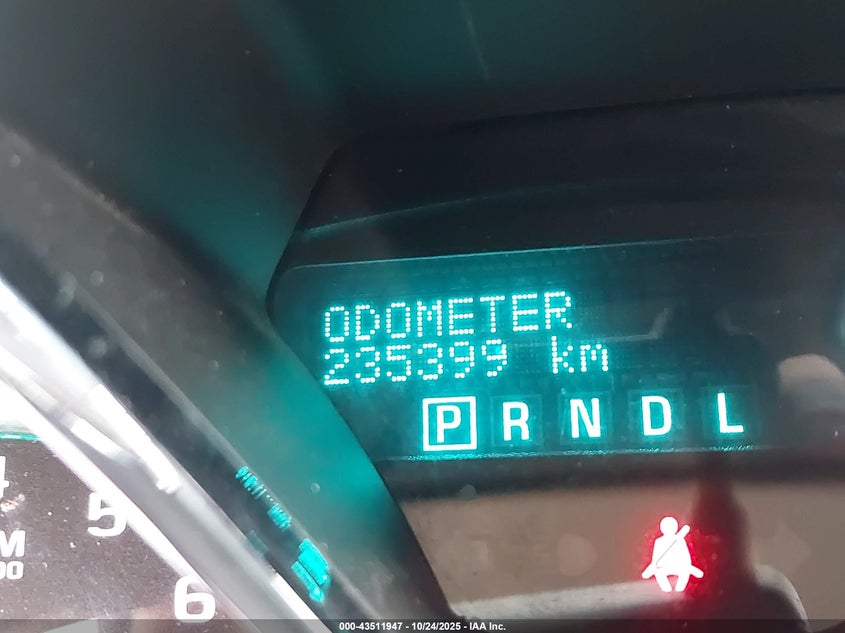 ODOMETER
235399 km
P R N D L
4
5
6
000-43511947 - 10/24/2025 - IAA Inc.